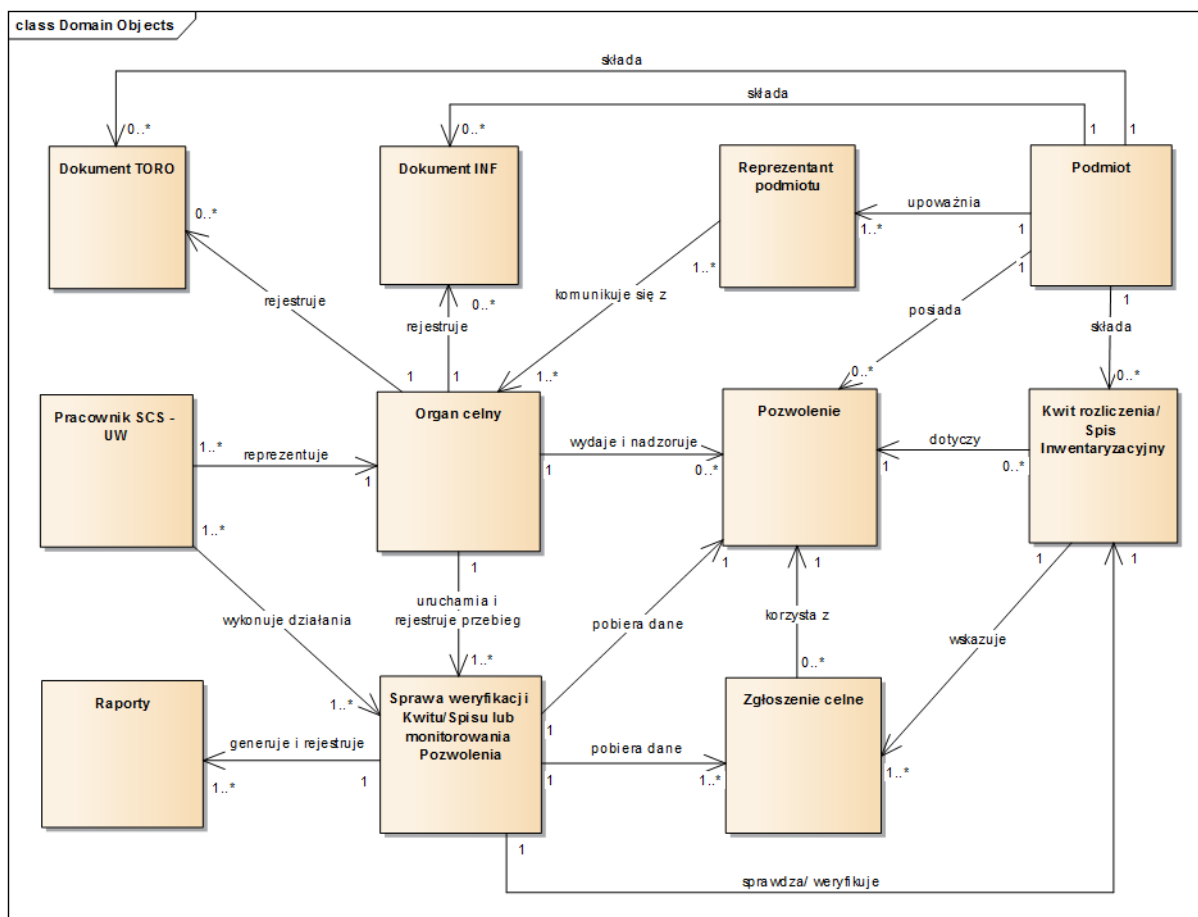 class Domain Objects
składa
składa
0..*
0..*
1
1
Dokument TORO
Dokument INF
Reprezentant
podmiotu
Podmiot
upoważnia
1..*
1
0..*
1..*
1
1
komunikuje się z
posiada
składa
rejestruje
0..*
rejestruje
1
1
1..*
0..*
0..*
Pracownik SCS -
UW
Organ celny
Pozwolenie
Kwit rozliczenia/
Spis
Inwentaryzacyjny
1..*
reprezentuje
1
wydaje i nadzoruje
1
0..*
dotyczy
1
0..*
1..*
1
1
1
1
1
uruchamia i
rejestruje przebieg
wykonuje działania
pobiera dane
korzysta z
wskazuje
1..*
0..*
Raporty
Sprawa weryfikacji
Kwitu/Spisu lub
monitorowania
Pozwolenia
Zgłoszenie celne
1..*
1
generuje i rejestruje
1..*
1
pobiera dane
1
1..*
1..*
1
sprawdza/ weryfikuje